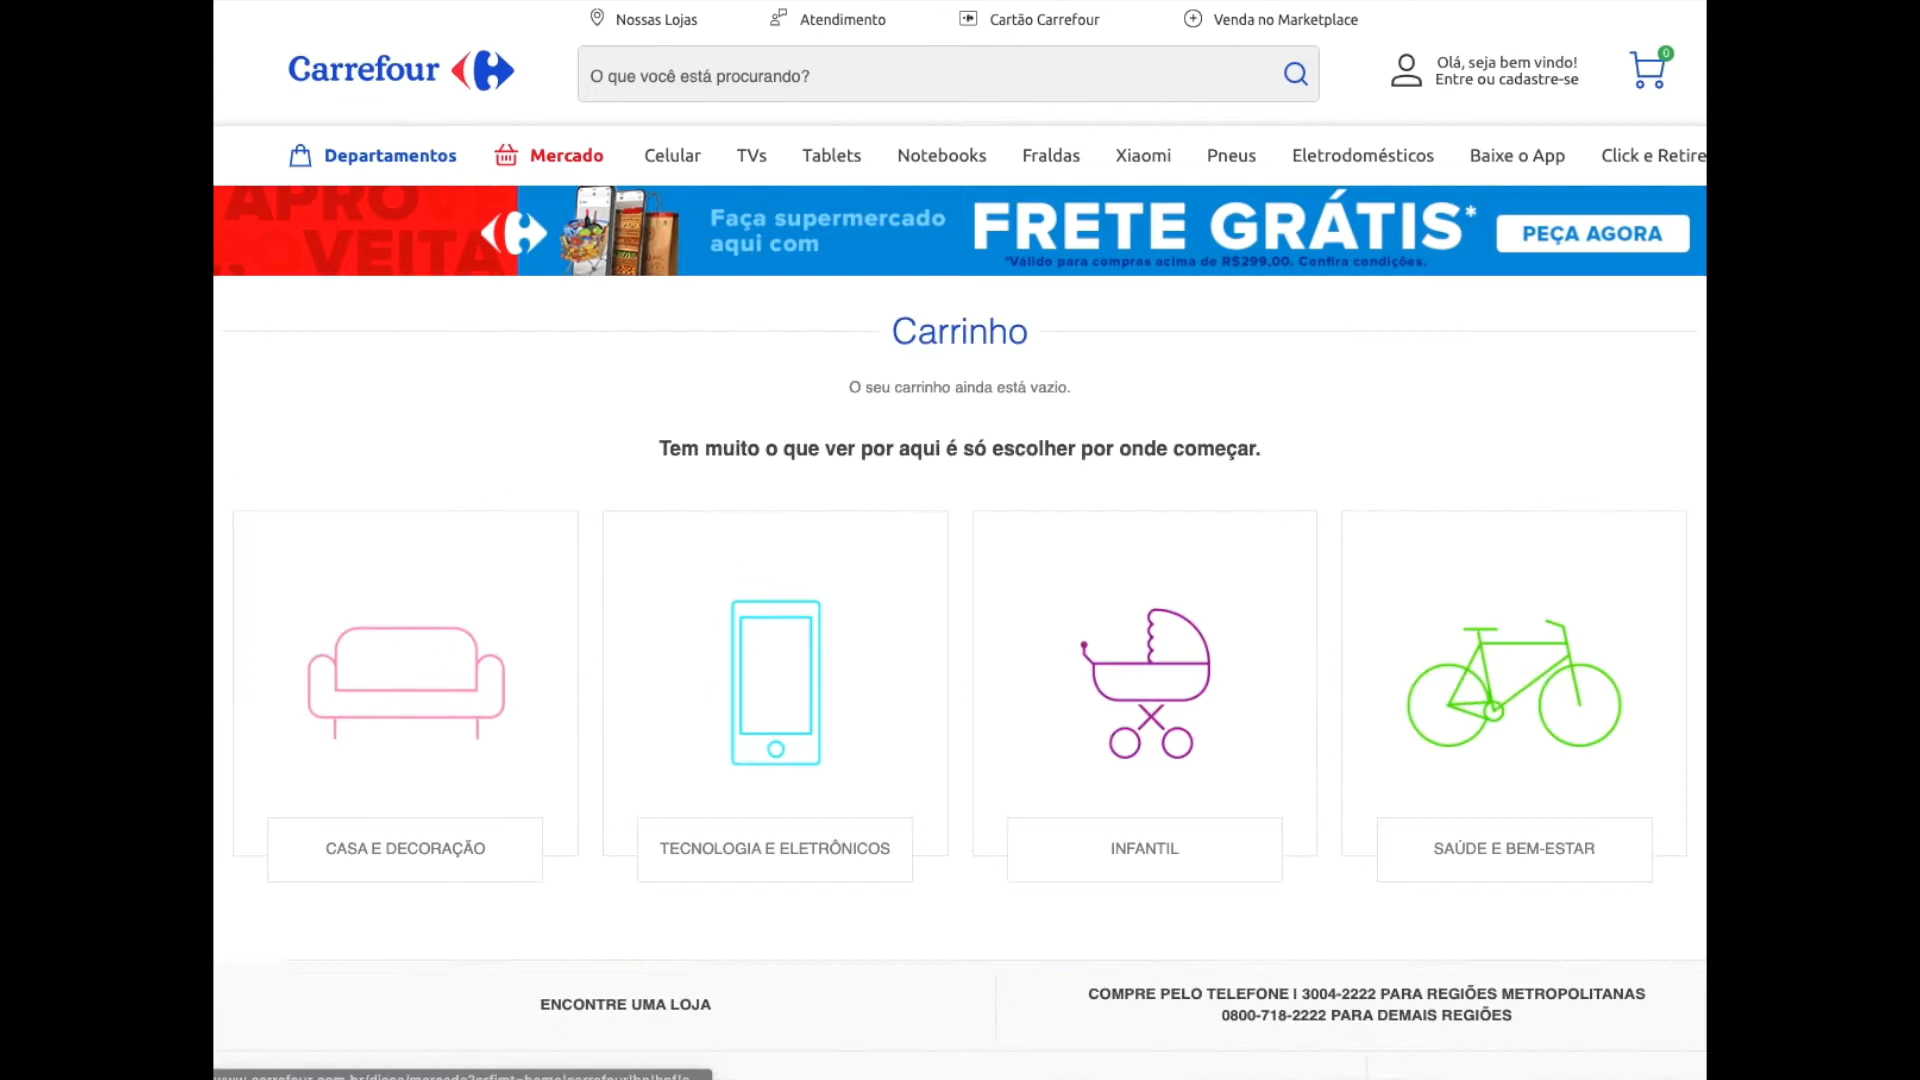 Nossas Lojas
Atendimento
Cartão Carrefour
Venda no Marketplace
Carrefour
O que você está procurando?
Olá, seja bem vindo!
Entre ou cadastre-se
0
Departamentos
Mercado
Celular
TVs
Tablets
Notebooks
Fraldas
Xiaomi
Pneus
Eletrodomésticos
Baixe o App
Click e Retire
APROVE
VEITA
Faça supermercado
aqui com
FRETE GRÁTIS*
*Válido para compras acima de R$299,00. Confira condições.
PEÇA AGORA
Carrinho
O seu carrinho ainda está vazio.
Tem muito o que ver por aqui é só escolher por onde começar.
CASA E DECORAÇÃO
TECNOLOGIA E ELETRÔNICOS
INFANTIL
SAÚDE E BEM-ESTAR
ENCONTRE UMA LOJA
COMPRE PELO TELEFONE | 3004-2222 PARA REGIÕES METROPOLITANAS
0800-718-2222 PARA DEMAIS REGIÕES